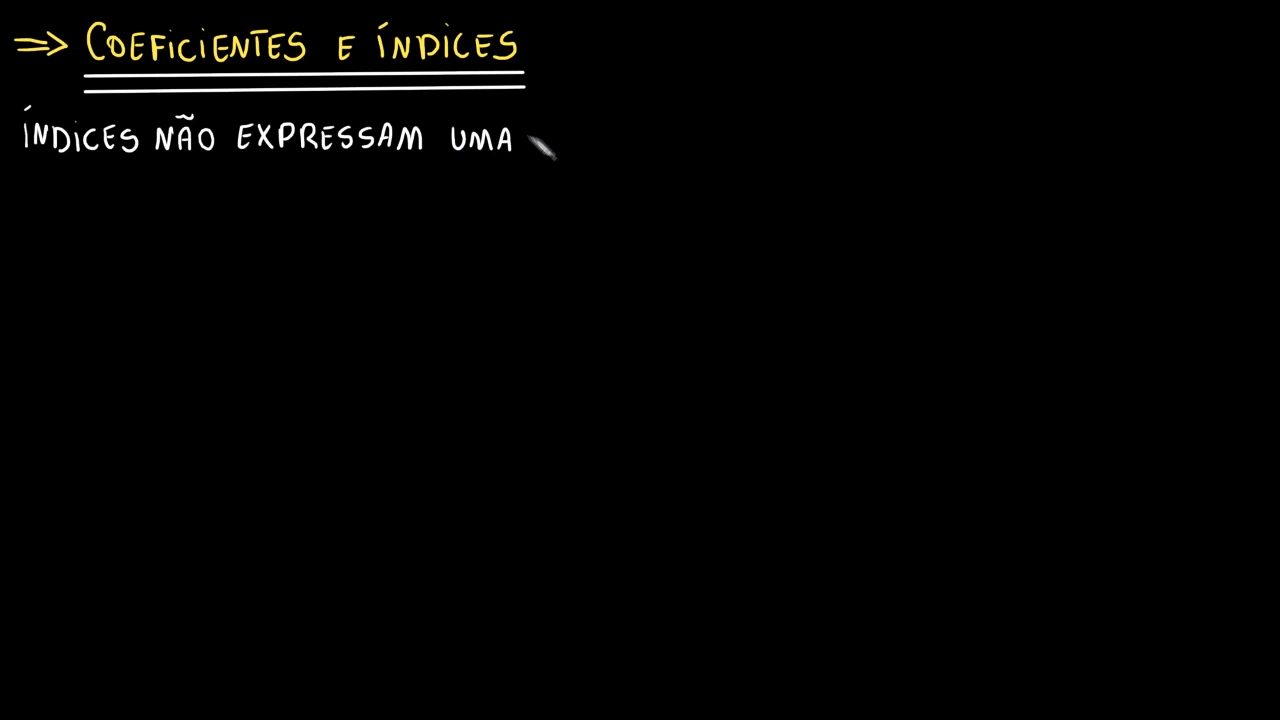 ⇒ COEFICIENTES E ÍNDICES
ÍNDICES NÃO EXPRESSAM UMA